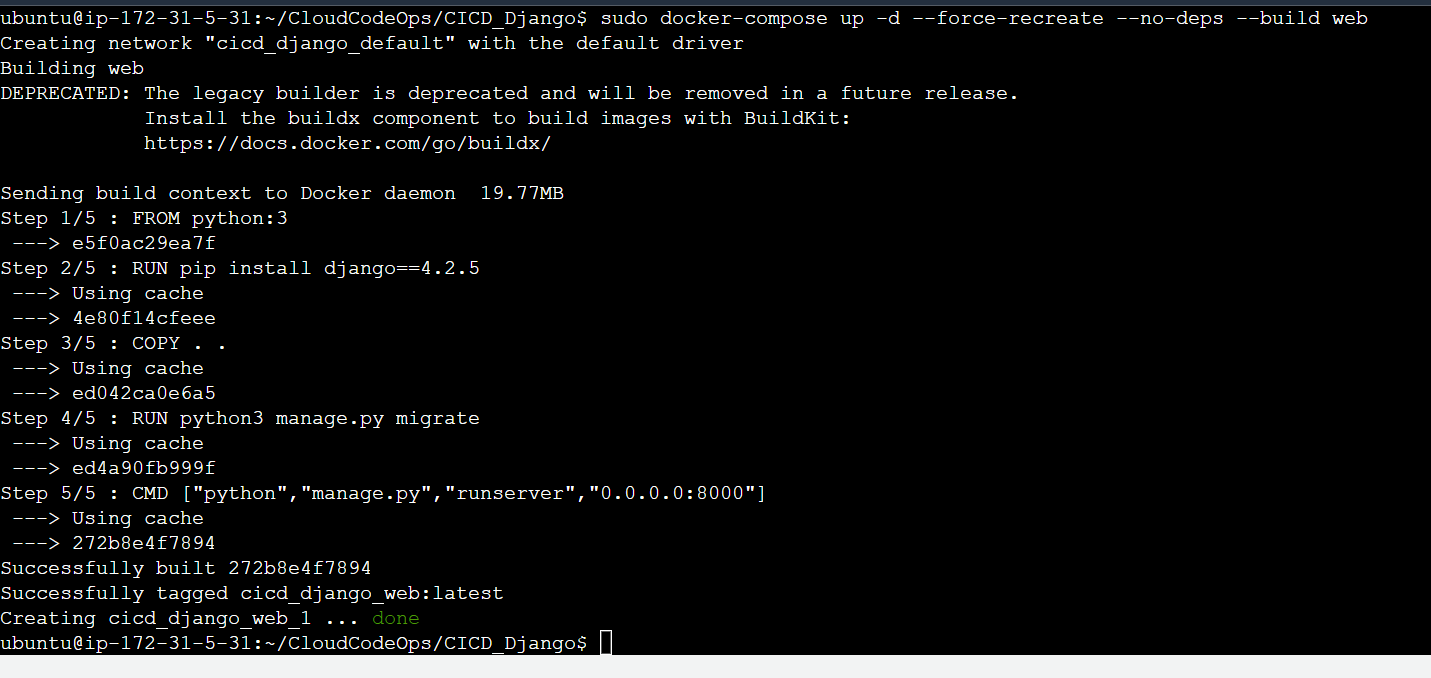 ubuntu@ip-172-31-5-31:~/CloudCodeOps/CICD_Django$ sudo docker-compose up -d --force-recreate --no-deps --build web
Creating network "cicd_django_default" with the default driver
Building web
DEPRECATED: The legacy builder is deprecated and will be removed in a future release.
            Install the buildx component to build images with BuildKit:
            https://docs.docker.com/go/buildx/

Sending build context to Docker daemon  19.77MB
Step 1/5 : FROM python:3
 ---> e5f0ac29ea7f
Step 2/5 : RUN pip install django==4.2.5
 ---> Using cache
 ---> 4e80f14cfeee
Step 3/5 : COPY . .
 ---> Using cache
 ---> ed042ca0e6a5
Step 4/5 : RUN python3 manage.py migrate
 ---> Using cache
 ---> ed4a90fb999f
Step 5/5 : CMD ["python","manage.py","runserver","0.0.0.0:8000"]
 ---> Using cache
 ---> 272b8e4f7894
Successfully built 272b8e4f7894
Successfully tagged cicd_django_web:latest
Creating cicd_django_web_1 ... done
ubuntu@ip-172-31-5-31:~/CloudCodeOps/CICD_Django$